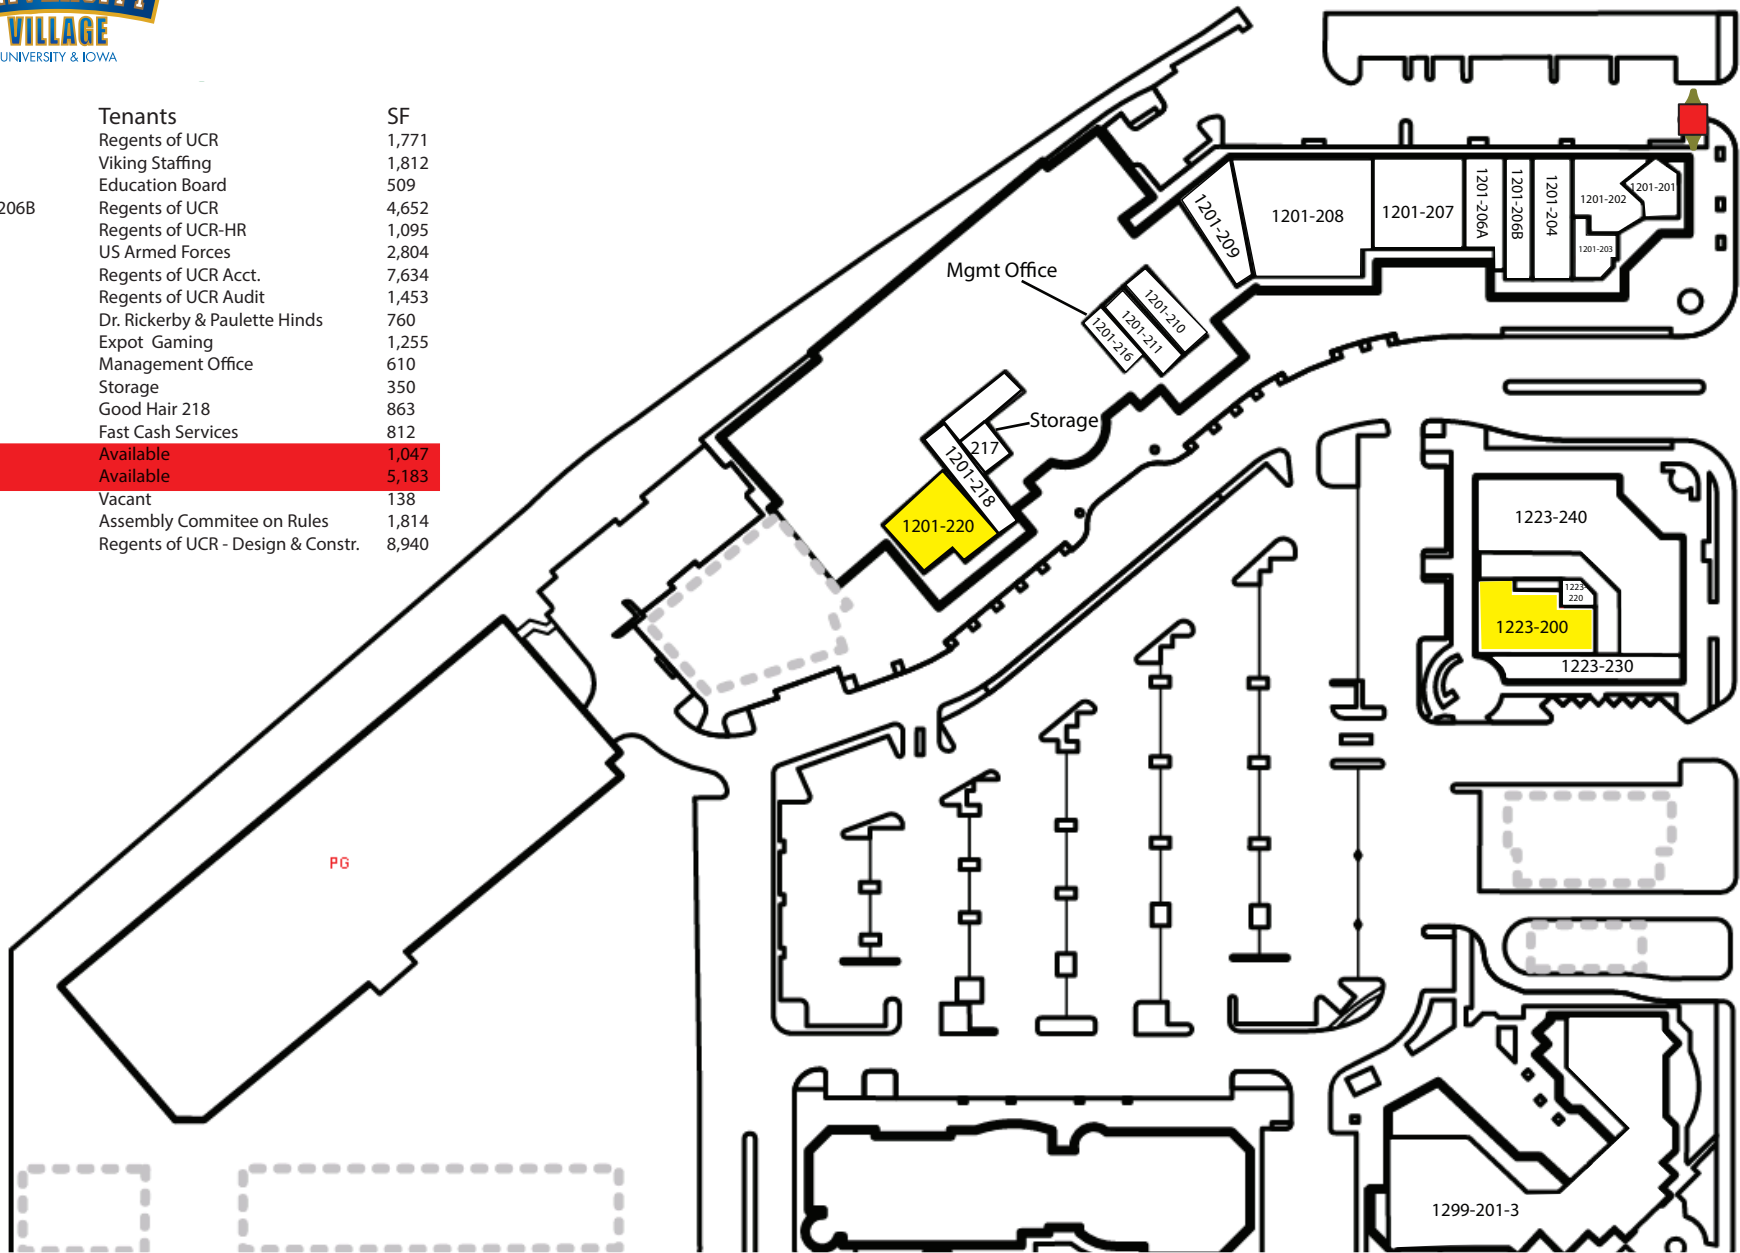 VILLAGE
UNIVERSITY & IOWA
Tenants SF
Regents of UCR 1,771
Viking Staffing 1,812
Education Board 509
206B Regents of UCR 4,652
Regents of UCR-HR 1,095
US Armed Forces 2,804
Regents of UCR Acct. 7,634
Regents of UCR Audit 1,453
Dr. Rickerby & Paulette Hinds 760
Expot Gaming 1,255
Management Office 610
Storage 350
Good Hair 218 863
Fast Cash Services 812
Available 1,047
Available 5,183
Vacant 138
Assembly Commitee on Rules 1,814
Regents of UCR - Design & Constr. 8,940
1201-209
1201-208
1201-207
1201-206A
1201-206B
1201-204
1201-202
1201-201
1201-203
Mgmt Office
1201-210
1201-211
1201-216
Storage
217
1201-218
1201-220
1223-240
1223-
220
1223-200
1223-230
PG
1299-201-3